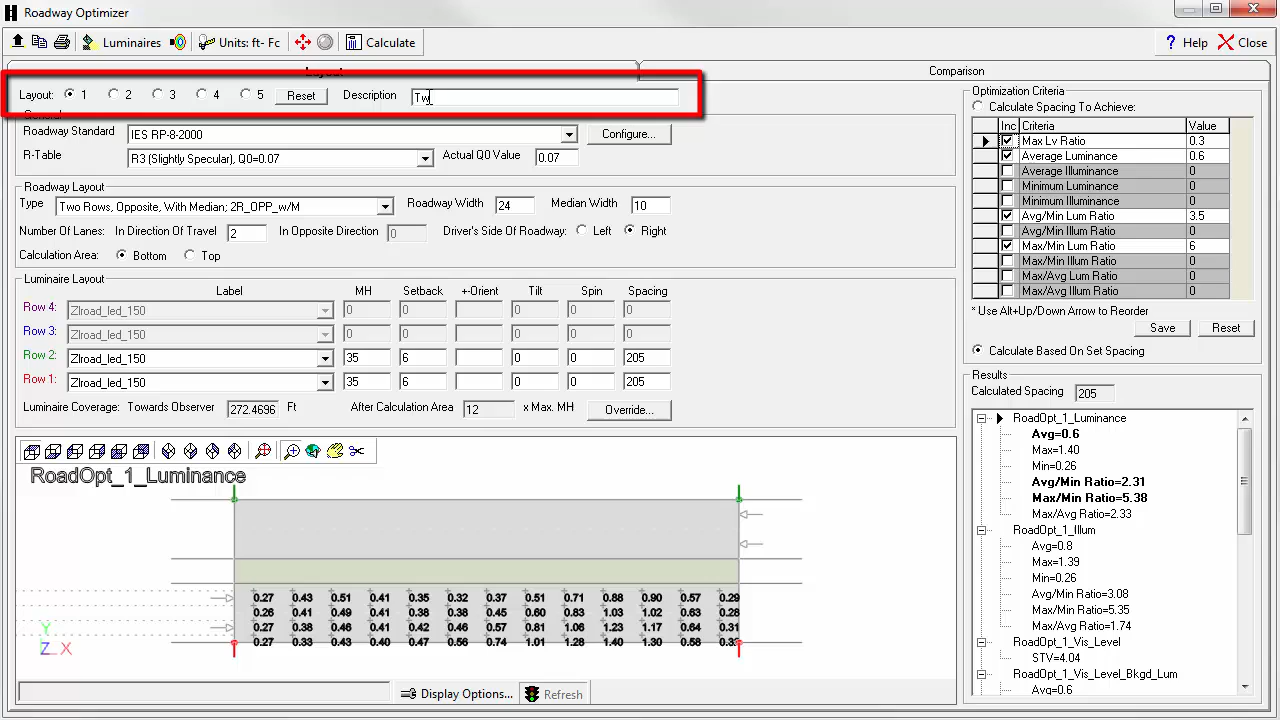 Roadway Optimizer
Luminaires Units: ft- Fc Calculate Help Close
Layout Comparison
Layout: 1 2 3 4 5 Reset Description Tw
General
Roadway Standard IES RP-8-2000 Configure...
R-Table R3 (Slightly Specular), Q0=0.07 Actual Q0 Value 0.07
Roadway Layout
Type Two Rows, Opposite, With Median; 2R_OPP_w/M Roadway Width 24 Median Width 10
Number Of Lanes: In Direction Of Travel 2 In Opposite Direction 0 Driver's Side Of Roadway: Left Right
Calculation Area: Bottom Top
Luminaire Layout
Label MH Setback +-Orient Tilt Spin Spacing
Row 4: Zlroad_led_150 0 0 0 0 0
Row 3: Zlroad_led_150 0 0 0 0 0
Row 2: Zlroad_led_150 35 6 0 0 205
Row 1: Zlroad_led_150 35 6 0 0 205
Luminaire Coverage: Towards Observer 272.4696 Ft After Calculation Area 12 x Max. MH Override...
RoadOpt_1_Luminance
0.27 0.43 0.51 0.41 0.35 0.32 0.37 0.51 0.71 0.88 0.90 0.57 0.29
0.26 0.41 0.49 0.41 0.38 0.38 0.45 0.60 0.83 1.03 1.02 0.63 0.28
0.27 0.38 0.46 0.41 0.42 0.46 0.57 0.81 1.06 1.23 1.17 0.64 0.31
0.27 0.33 0.43 0.40 0.47 0.56 0.74 1.01 1.28 1.40 1.30 0.58
Y
Z X
Display Options... Refresh
Optimization Criteria
Calculate Spacing To Achieve:
Inc Criteria Value
Max Lv Ratio 0.3
Average Luminance 0.6
Average Illuminance 0
Minimum Luminance 0
Minimum Illuminance 0
Avg/Min Lum Ratio 3.5
Avg/Min Illum Ratio 0
Max/Min Lum Ratio 6
Max/Min Illum Ratio 0
Max/Avg Lum Ratio 0
Max/Avg Illum Ratio 0
* Use Alt+Up/Down Arrow to Reorder
Save Reset
Calculate Based On Set Spacing
Results
Calculated Spacing 205
RoadOpt_1_Luminance
Avg=0.6
Max=1.40
Min=0.26
Avg/Min Ratio=2.31
Max/Min Ratio=5.38
Max/Avg Ratio=2.33
RoadOpt_1_Illum
Avg=0.8
Max=1.39
Min=0.26
Avg/Min Ratio=3.08
Max/Min Ratio=5.35
Max/Avg Ratio=1.74
RoadOpt_1_Vis_Level
STV=4.04
RoadOpt_1_Vis_Level_Bkgd_Lum
Avg=0.6